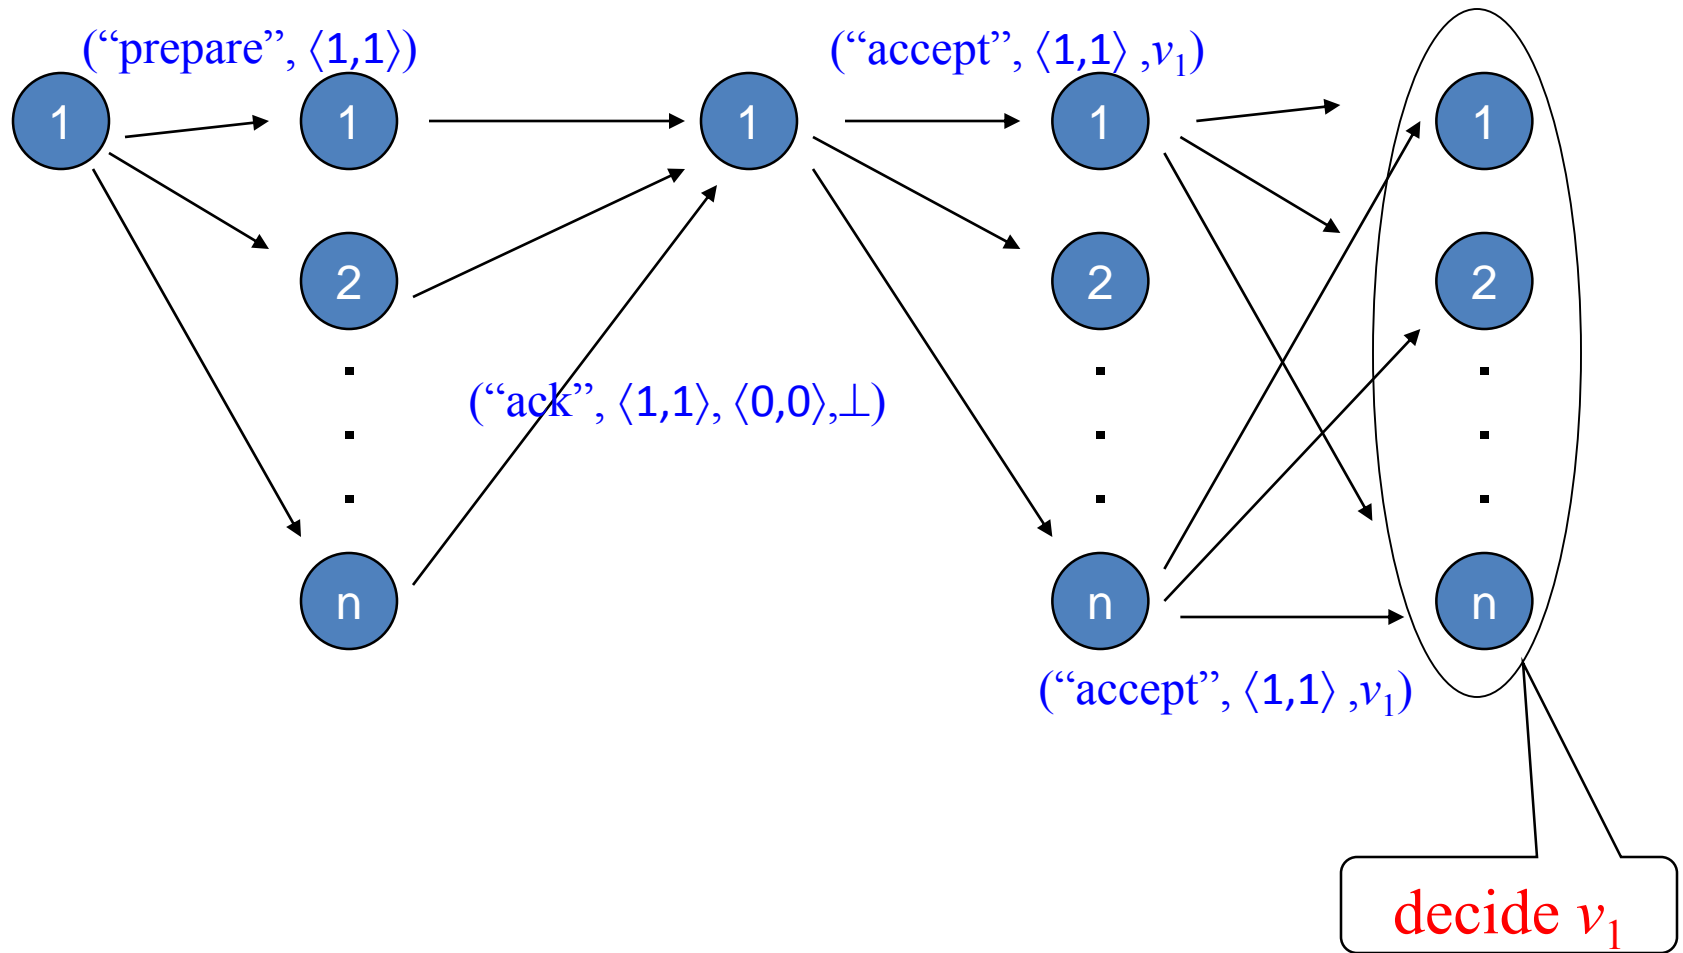 (“prepare”, ⟨1,1⟩)
(“accept”, ⟨1,1⟩ ,v₁)
1
1
1
1
1
2
2
2
(“ack”, ⟨1,1⟩, ⟨0,0⟩,⊥)
n
n
n
(“accept”, ⟨1,1⟩ ,v₁)
decide v₁